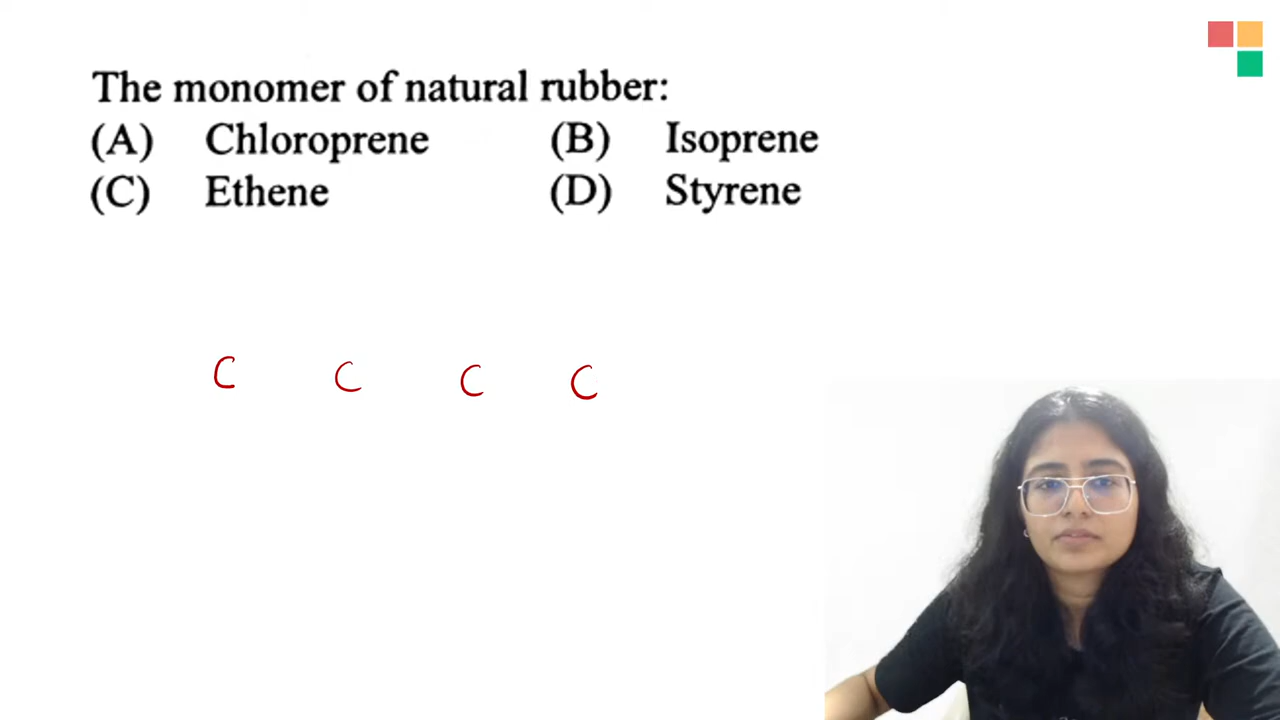 The monomer of natural rubber:
(A) Chloroprene (B) Isoprene
(C) Ethene (D) Styrene
C C C C